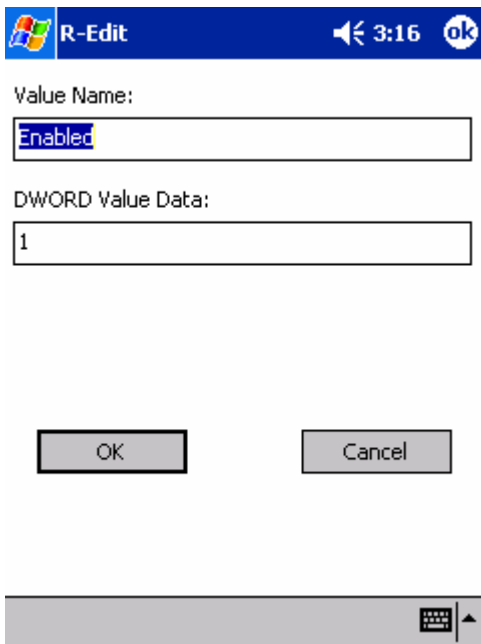 R-Edit 3:16 ok
Value Name:
Enabled
DWORD Value Data:
1
OK Cancel